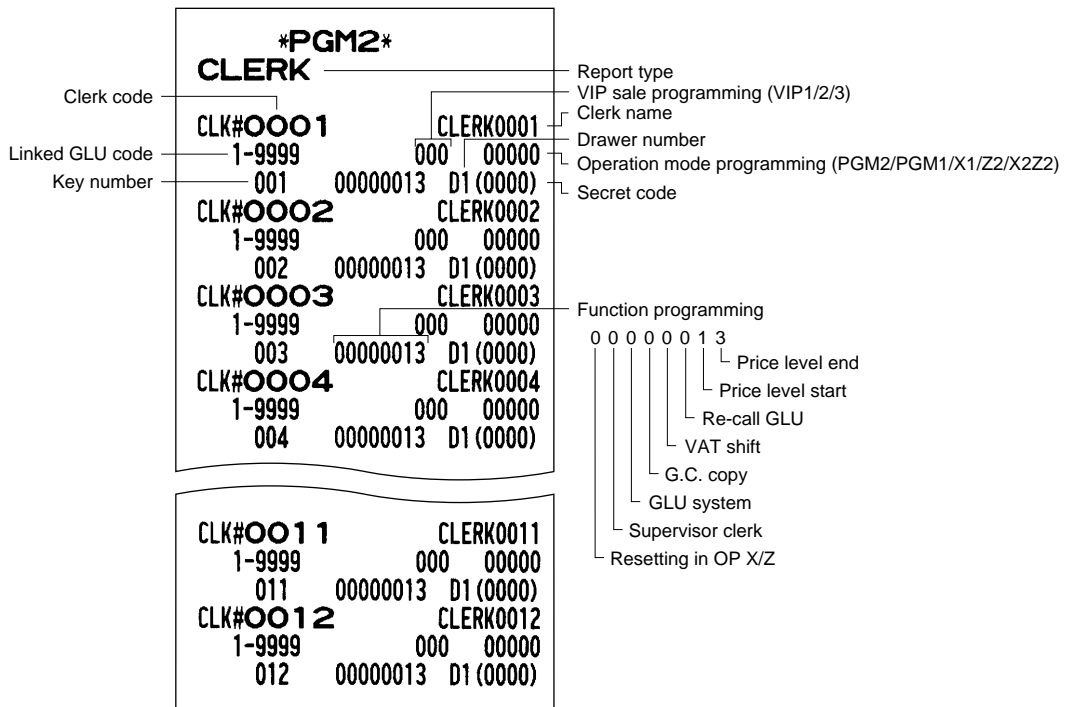 *PGM2*
CLERK
Report type
VIP sale programming (VIP1/2/3)
Clerk code
Clerk name
CLK#0001 CLERK0001
Drawer number
Linked GLU code
1-9999 000 00000
Operation mode programming (PGM2/PGM1/X1/Z2/X2Z2)
Key number
001 00000013 D1(0000)
Secret code
CLK#0002 CLERK0002
1-9999 000 00000
002 00000013 D1(0000)
CLK#0003 CLERK0003
Function programming
1-9999 000 00000
003 00000013 D1(0000)
CLK#0004 CLERK0004
1-9999 000 00000
004 00000013 D1(0000)
0 0 0 0 0 0 1 3
Price level end
Price level start
Re-call GLU
VAT shift
G.C. copy
GLU system
Supervisor clerk
Resetting in OP X/Z
CLK#0011 CLERK0011
1-9999 000 00000
011 00000013 D1(0000)
CLK#0012 CLERK0012
1-9999 000 00000
012 00000013 D1(0000)